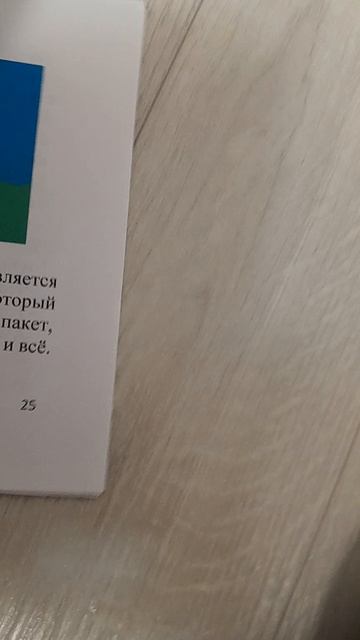 вляется
оторый
пакет,
и всё.
25